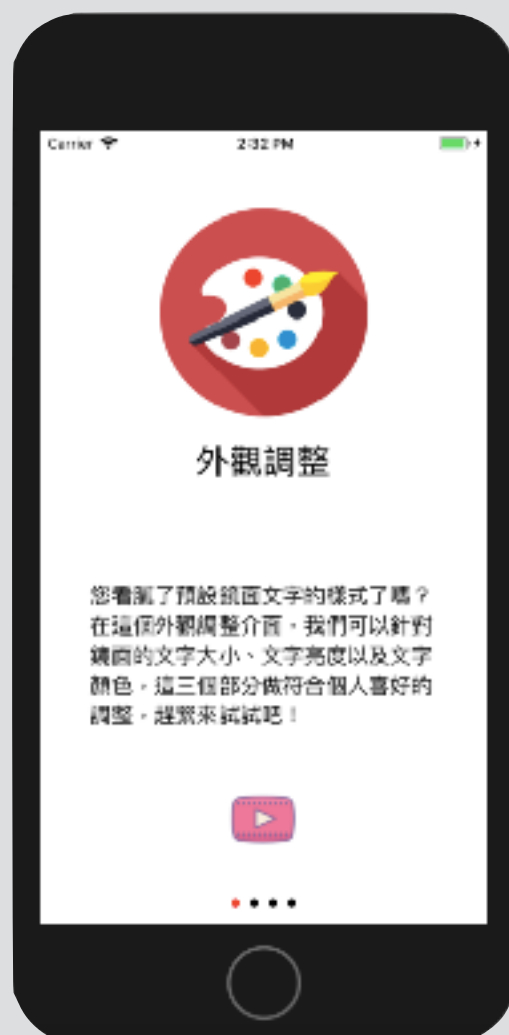 Carrier
2:32 PM
外觀調整
您看膩了預設鏡面文字的樣式了嗎？
在這個外觀調整介面，我們可以針對
鏡面的文字大小、文字亮度以及文字
顏色，這三個部分做符合個人喜好的
調整，趕緊來試試吧！